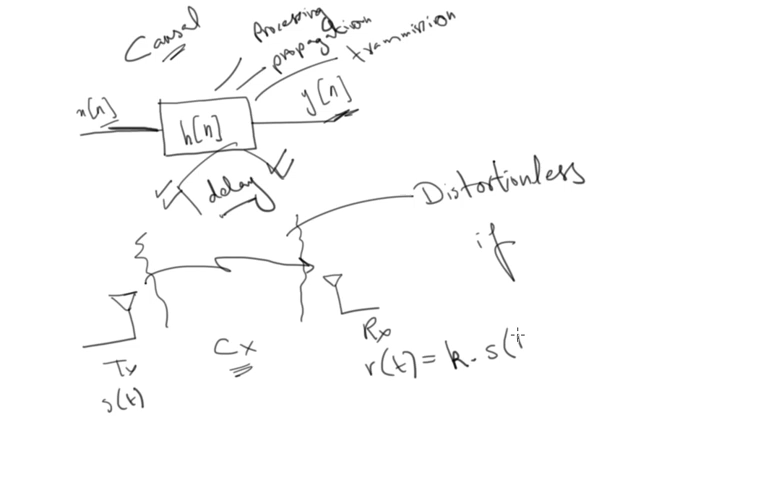 Causal
Processing
propagation
transmission
x[n]
h[n]
y[n]
delay
Distortionless
if
Tx
s(t)
Cx
Rx
r(t) = k. s(t